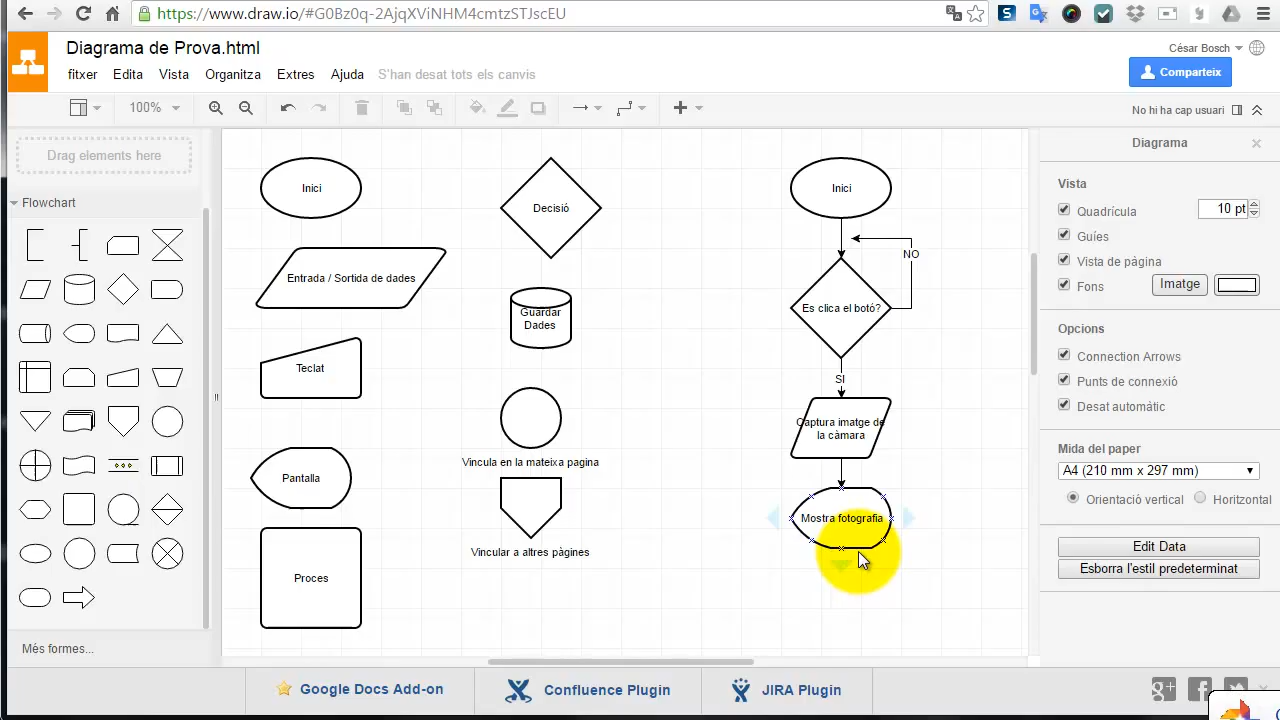 https://www.draw.io/#G0Bz0q-2AjqXViNHM4cmtzSTJscEU
Diagrama de Prova.html
César Bosch
fitxer Edita Vista Organitza Extres Ajuda S'han desat tots els canvis
Comparteix
100%
No hi ha cap usuari
Drag elements here
Flowchart
Més formes...
Inici
Entrada / Sortida de dades
Teclat
Pantalla
Proces
Decisió
Guardar
Dades
Vincula en la mateixa pagina
Vincular a altres pàgines
Inici
NO
Es clica el botó?
SI
Captura imatge de
la càmara
Mostra fotografia
Diagrama
Vista
Quadrícula 10 pt
Guíes
Vista de pàgina
Fons Imatge
Opcions
Connection Arrows
Punts de connexió
Desat automàtic
Mida del paper
A4 (210 mm x 297 mm)
Orientació vertical Horitzontal
Edit Data
Esborra l'estil predeterminat
Google Docs Add-on Confluence Plugin JIRA Plugin